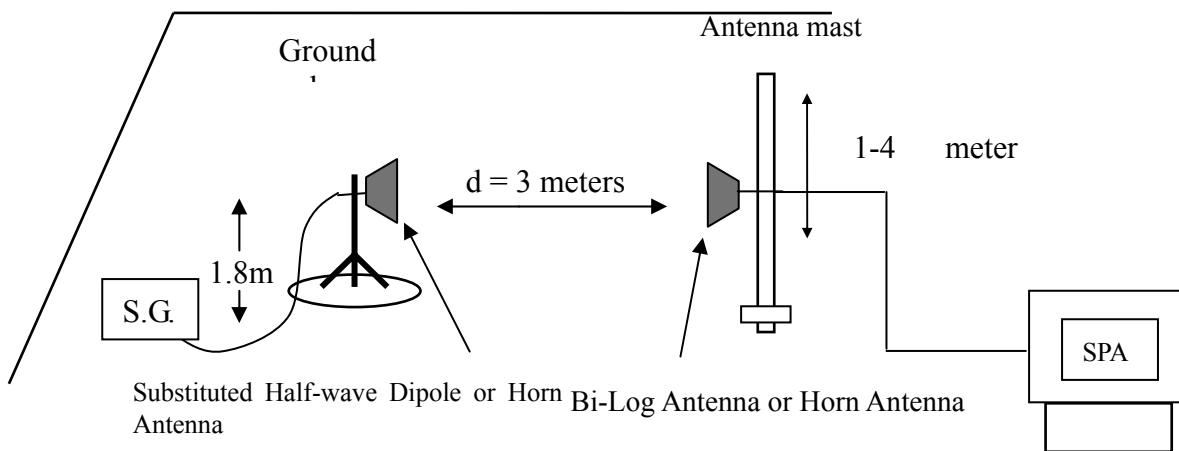 Antenna mast
Ground
1-4 meter
d = 3 meters
1.8m
S.G.
SPA
Substituted Half-wave Dipole or Horn
Antenna
Bi-Log Antenna or Horn Antenna